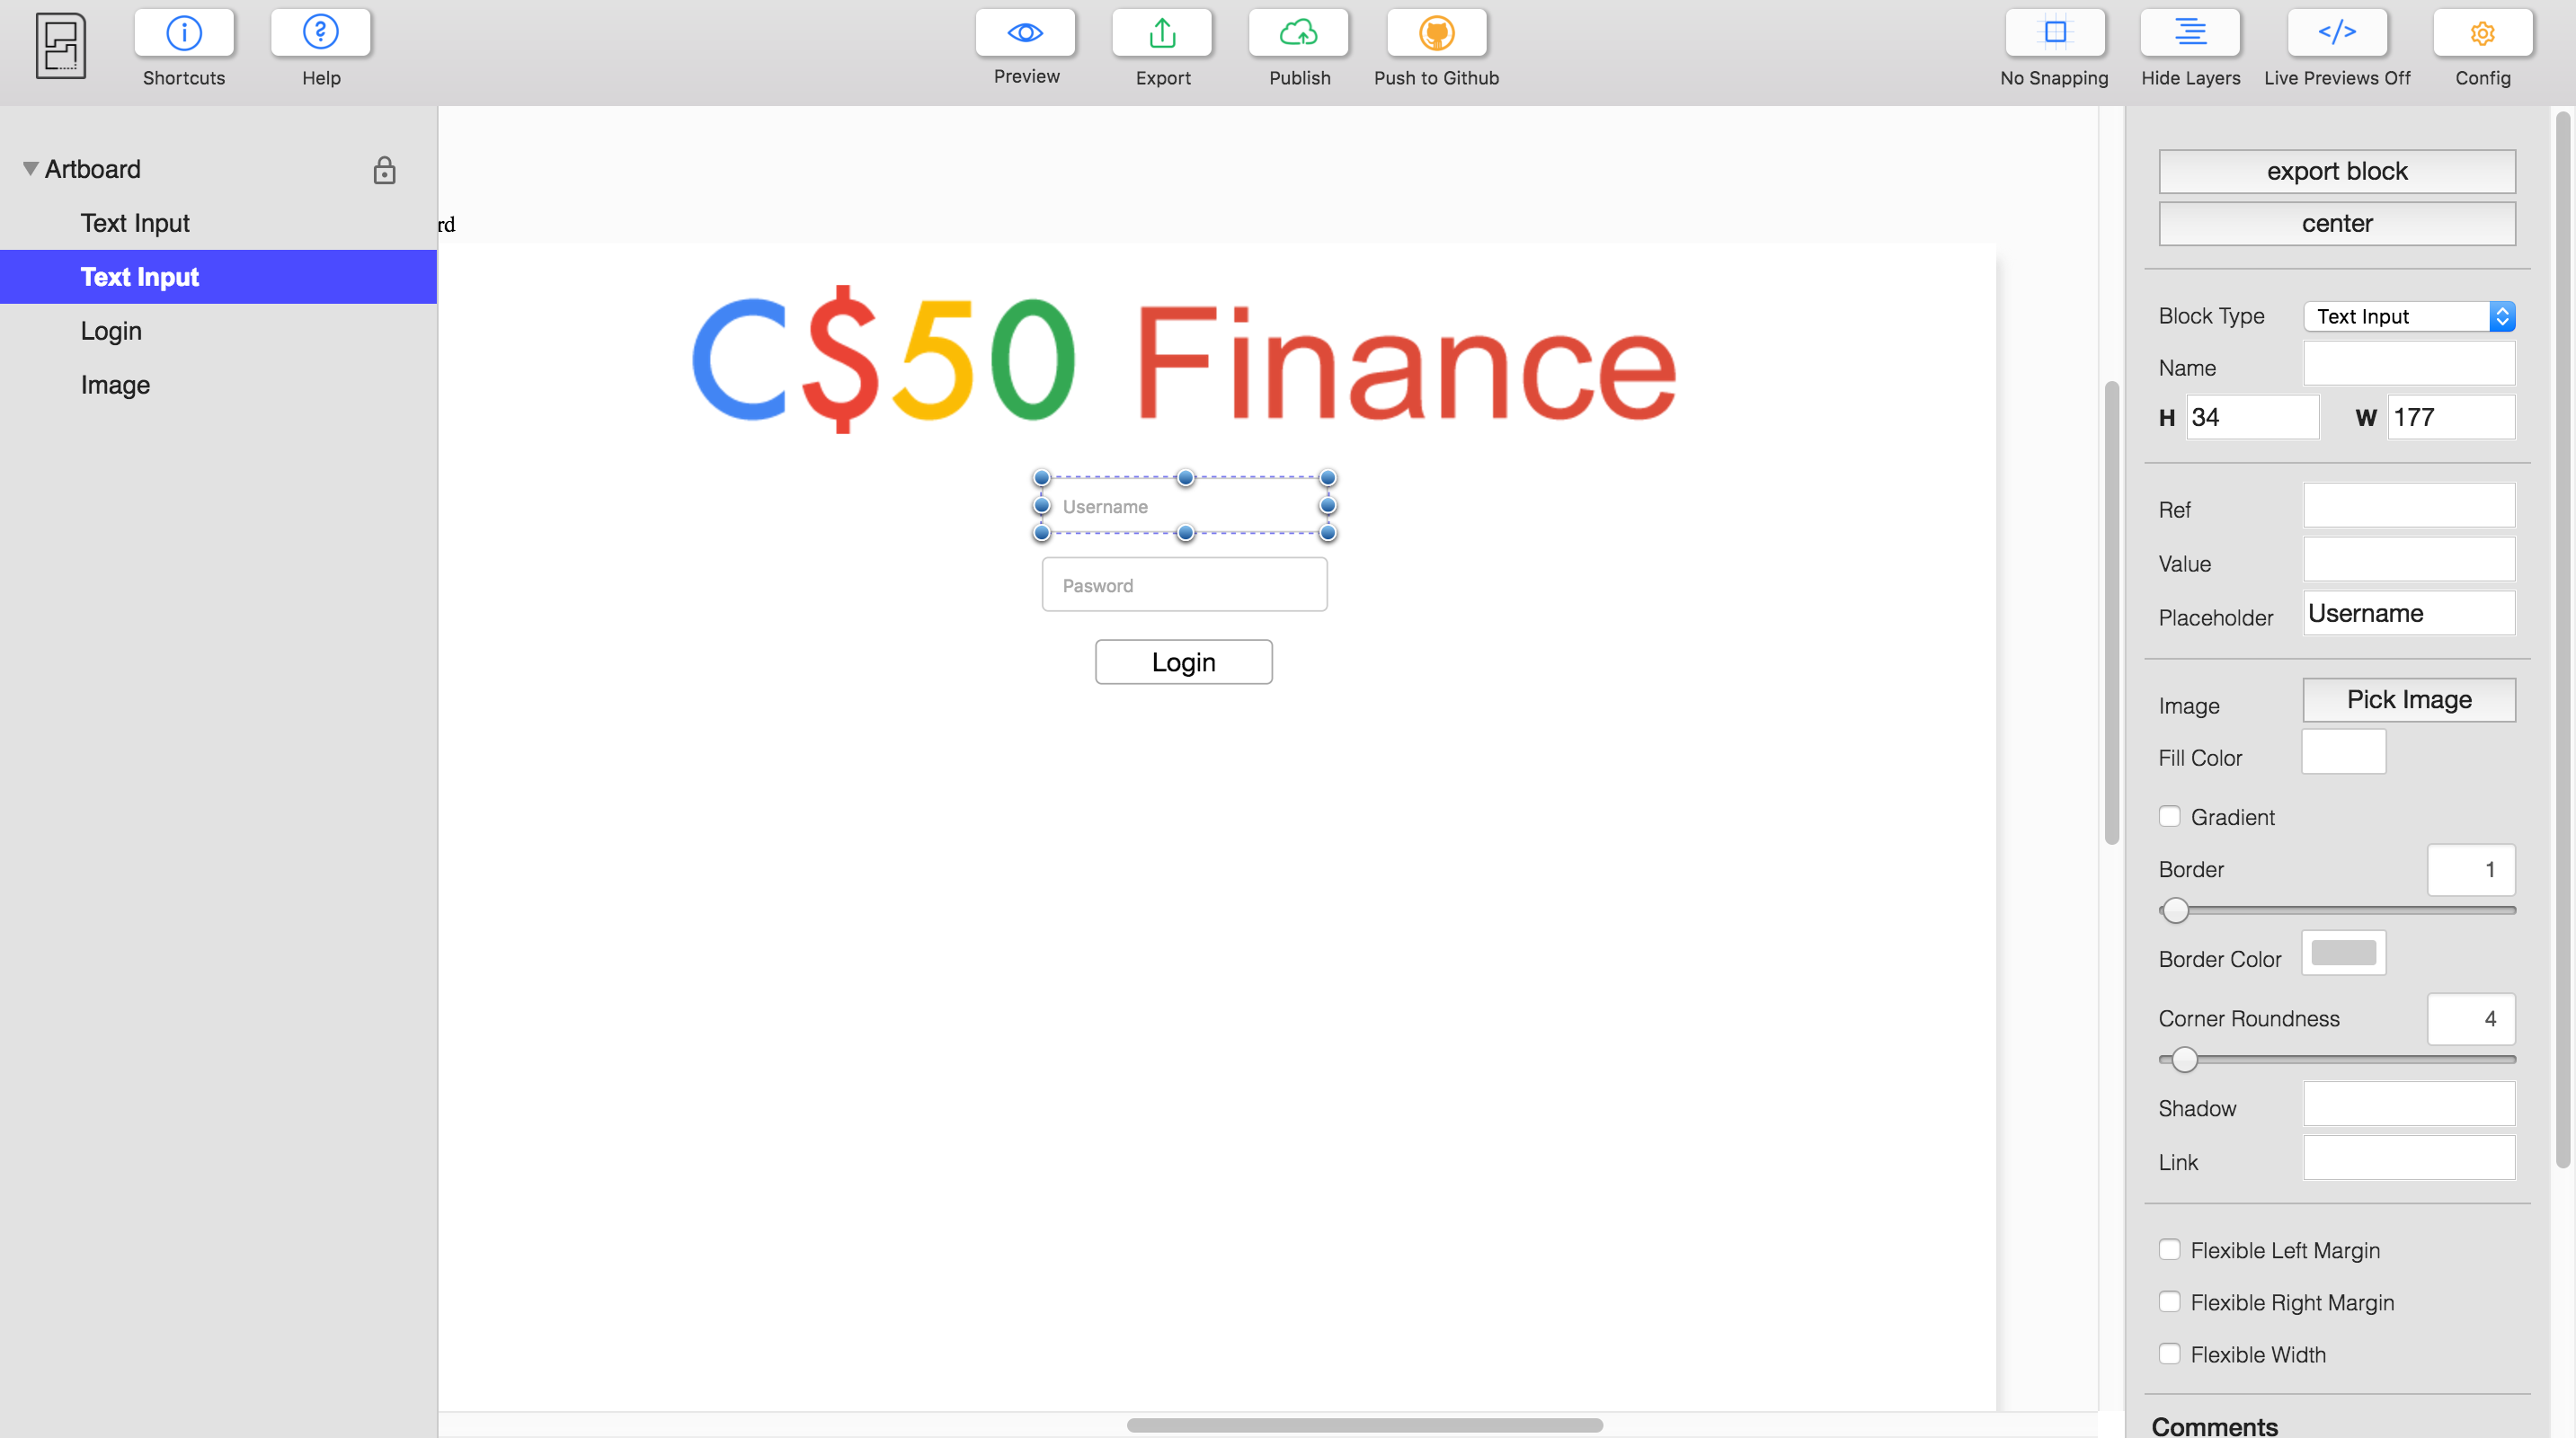 Shortcuts
Help
Preview
Export
Publish
Push to Github
No Snapping
Hide Layers
</>
Live Previews Off
Config
Artboard
Text Input
Text Input
Login
Image
rd
C$50 Finance
Username
Pasword
Login
export block
center
Block Type Text Input
Name
H 34 W 177
Ref
Value
Placeholder Username
Image Pick Image
Fill Color
Gradient
Border 1
Border Color
Corner Roundness 4
Shadow
Link
Flexible Left Margin
Flexible Right Margin
Flexible Width
Comments